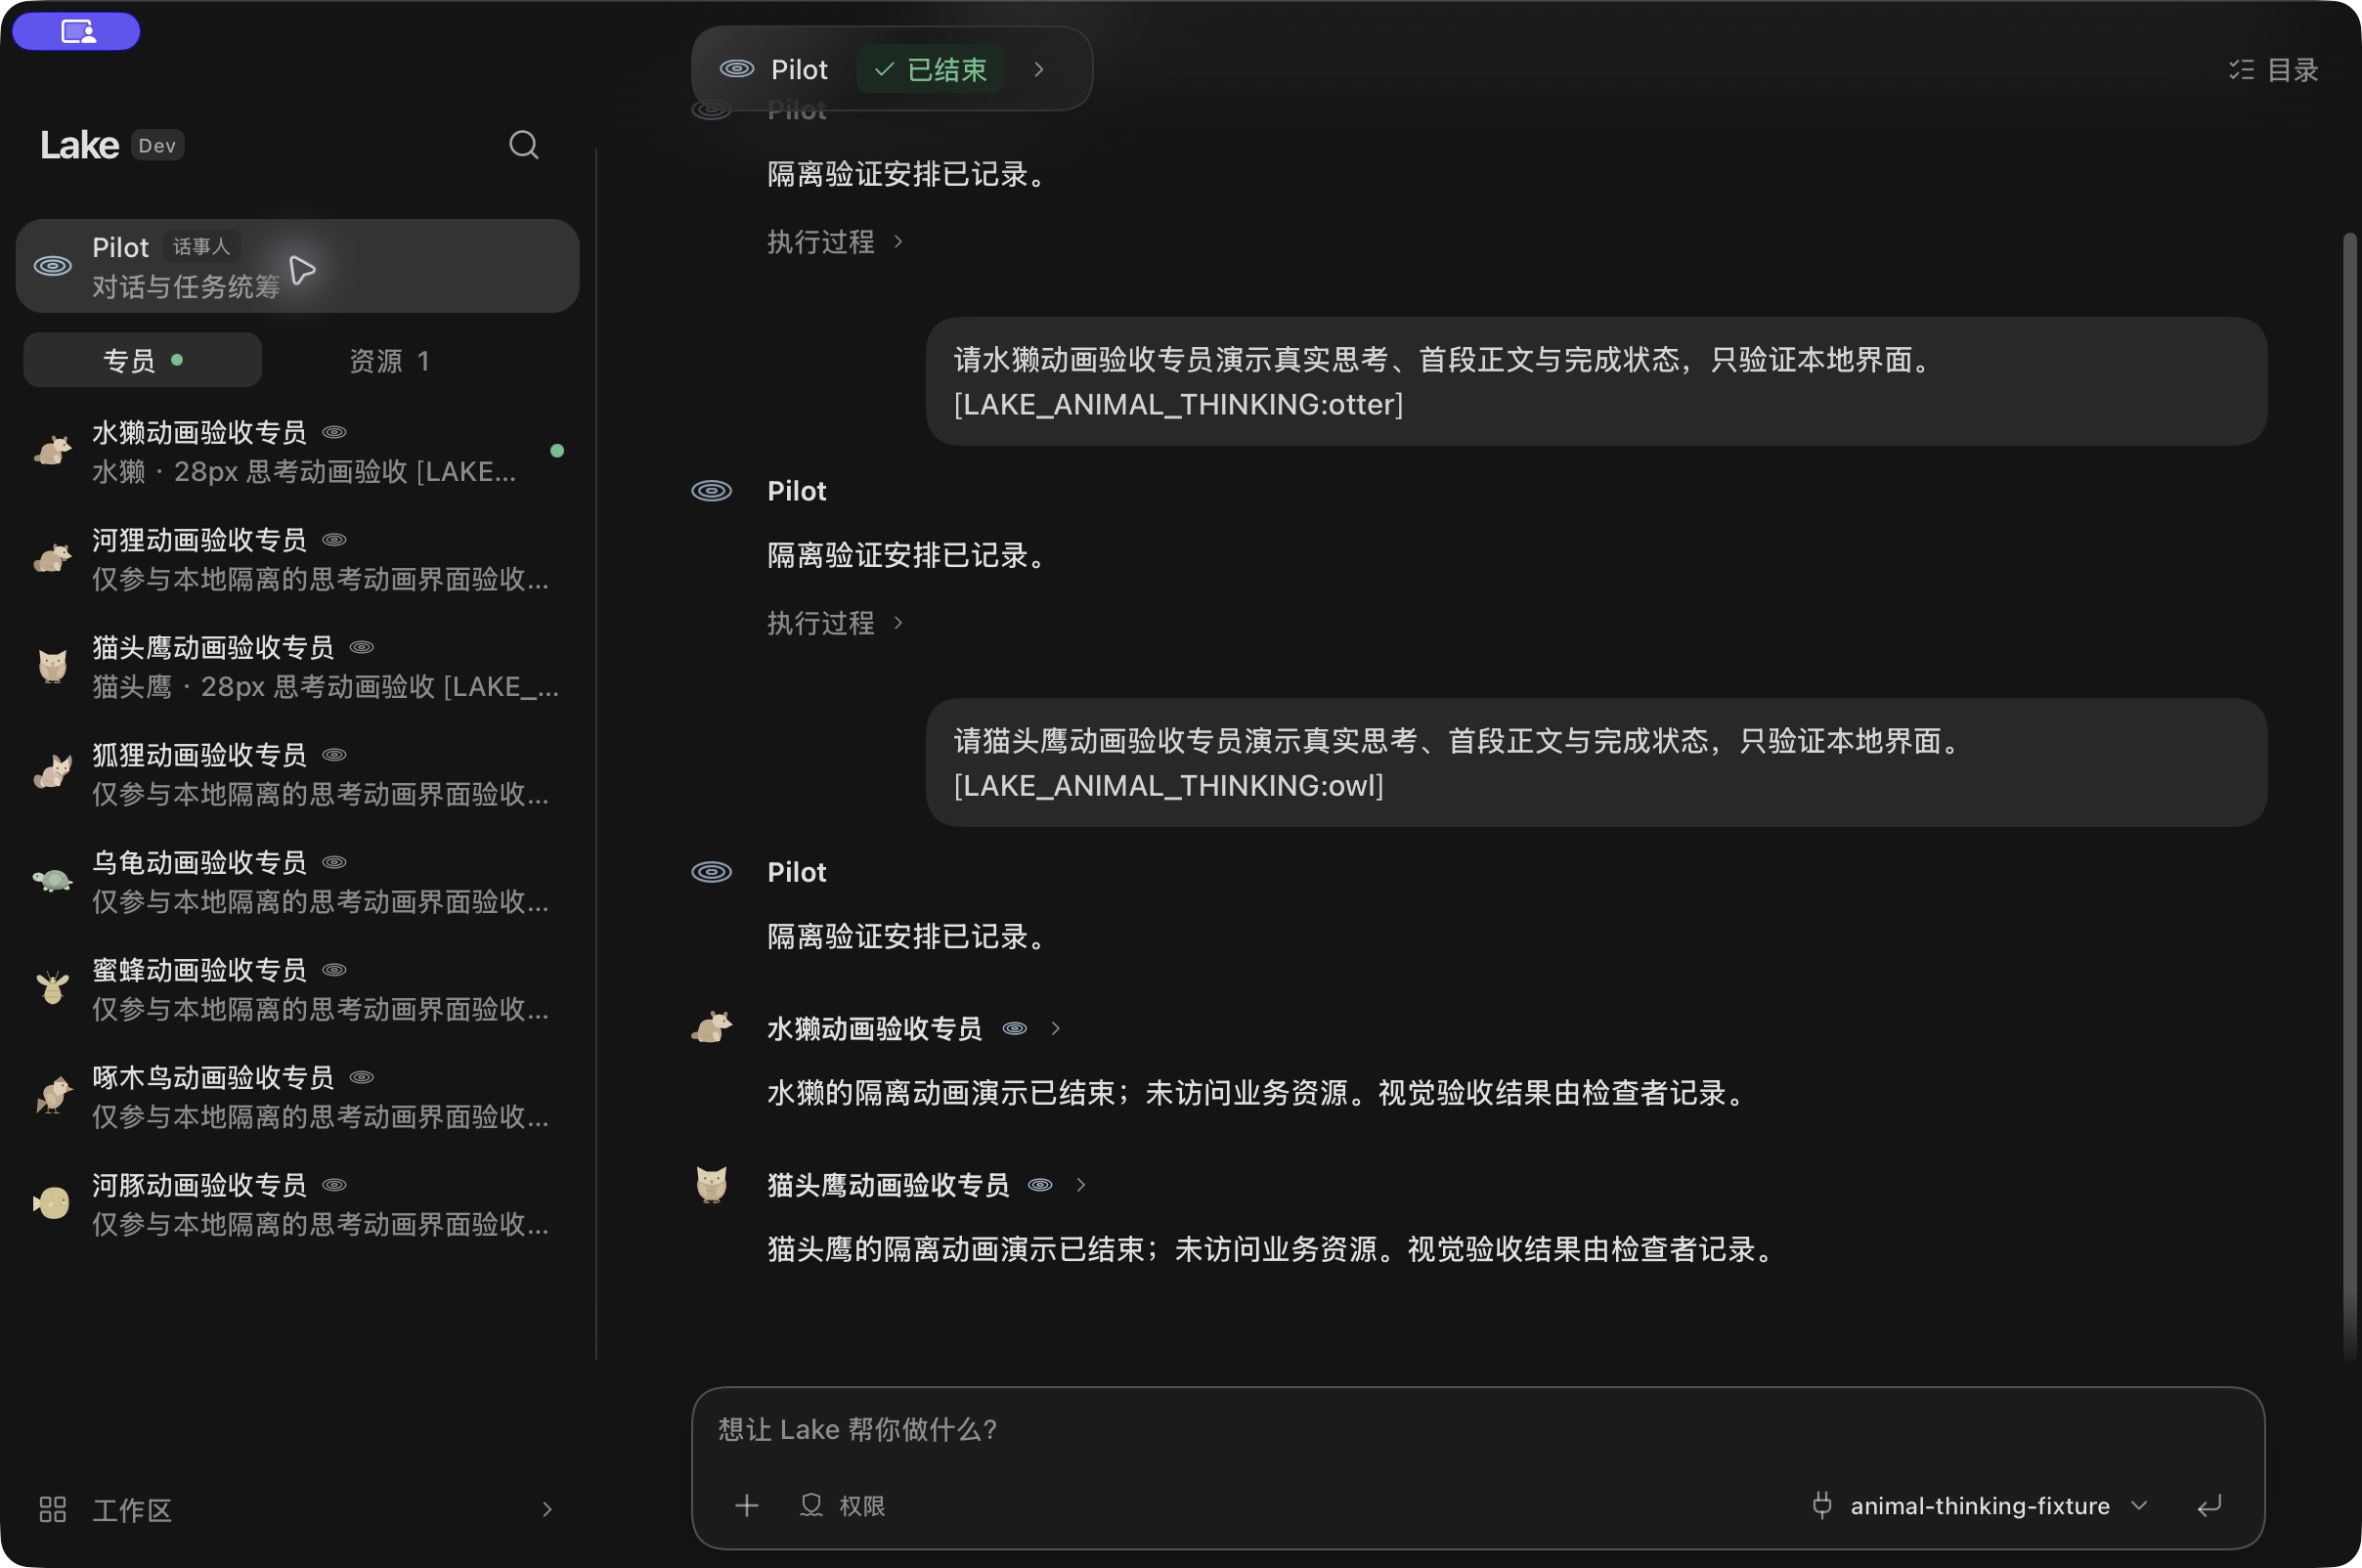 Lake Dev
Pilot 话事人
对话与任务统筹
专员
资源 1
水獭动画验收专员
水獭 · 28px 思考动画验收 [LAKE...
河狸动画验收专员
仅参与本地隔离的思考动画界面验收...
猫头鹰动画验收专员
猫头鹰 · 28px 思考动画验收 [LAKE_...
狐狸动画验收专员
仅参与本地隔离的思考动画界面验收...
乌龟动画验收专员
仅参与本地隔离的思考动画界面验收...
蜜蜂动画验收专员
仅参与本地隔离的思考动画界面验收...
啄木鸟动画验收专员
仅参与本地隔离的思考动画界面验收...
河豚动画验收专员
仅参与本地隔离的思考动画界面验收...
工作区
Pilot 已结束
目录
Pilot
隔离验证安排已记录。
执行过程
请水獭动画验收专员演示真实思考、首段正文与完成状态，只验证本地界面。
[LAKE_ANIMAL_THINKING:otter]
Pilot
隔离验证安排已记录。
执行过程
请猫头鹰动画验收专员演示真实思考、首段正文与完成状态，只验证本地界面。
[LAKE_ANIMAL_THINKING:owl]
Pilot
隔离验证安排已记录。
水獭动画验收专员
水獭的隔离动画演示已结束；未访问业务资源。视觉验收结果由检查者记录。
猫头鹰动画验收专员
猫头鹰的隔离动画演示已结束；未访问业务资源。视觉验收结果由检查者记录。
想让 Lake 帮你做什么？
权限
animal-thinking-fixture